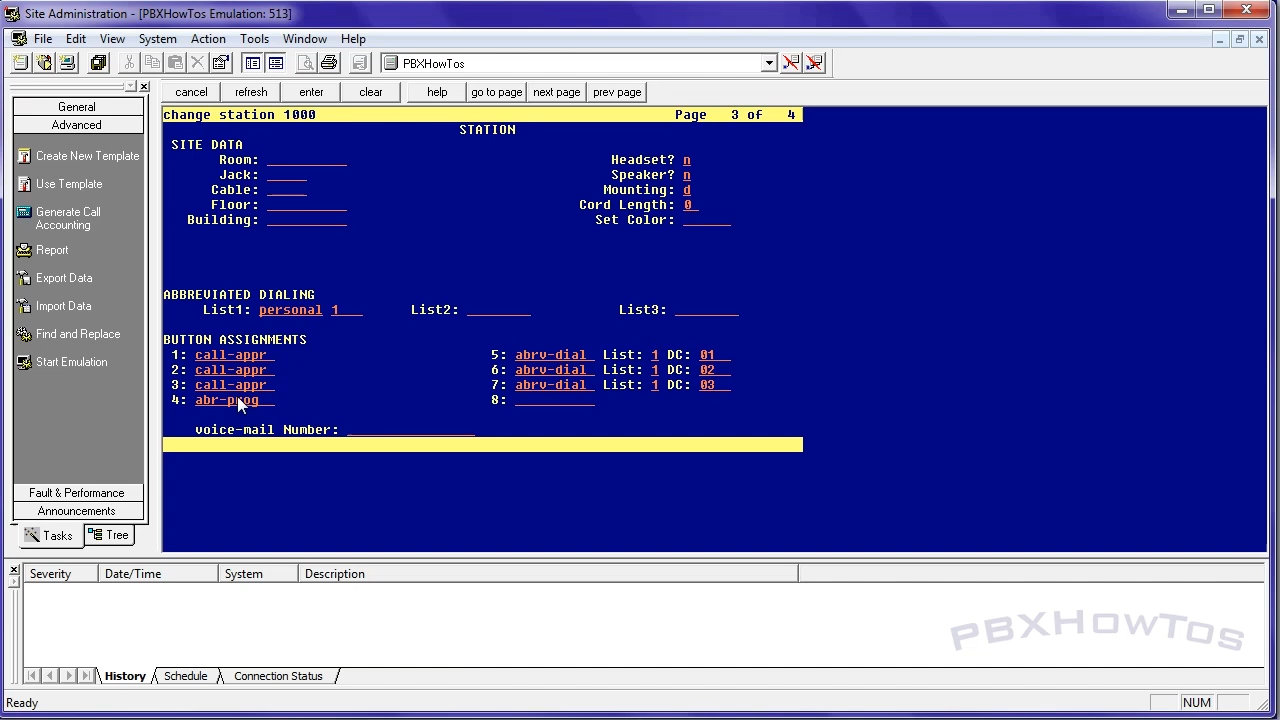 Site Administration - [PBXHowTos Emulation: 513]
File Edit View System Action Tools Window Help
PBXHowTos
cancel refresh enter clear help go to page next page prev page
General
Advanced
Create New Template
Use Template
Generate Call
Accounting
Report
Export Data
Import Data
Find and Replace
Start Emulation
Fault & Performance
Announcements
Tasks Tree
change station 1000 Page 3 of 4
STATION
SITE DATA
Room: Headset? n
Jack: Speaker? n
Cable: Mounting: d
Floor: Cord Length: 0
Building: Set Color:
ABBREVIATED DIALING
List1: personal 1 List2: List3:
BUTTON ASSIGNMENTS
1: call-appr 5: abrv-dial List: 1 DC: 01
2: call-appr 6: abrv-dial List: 1 DC: 02
3: call-appr 7: abrv-dial List: 1 DC: 03
4: abr-prog 8:
voice-mail Number:
Severity Date/Time System Description
PBXHowTos
History Schedule Connection Status
Ready NUM